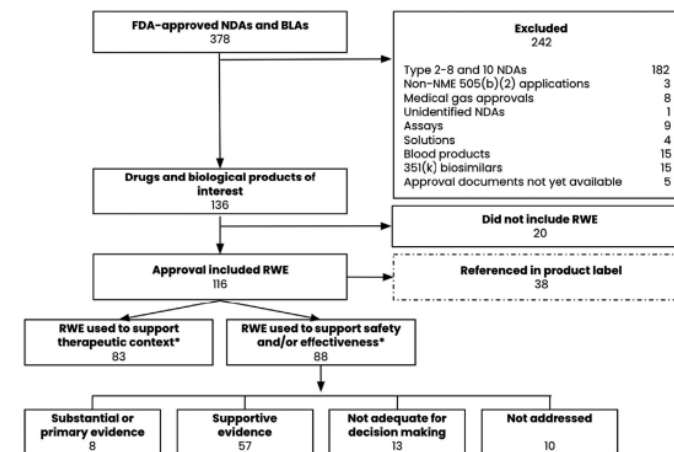 FDA-approved NDAs and BLAs
378
Excluded
242
Type 2-8 and 10 NDAs 182
Non-NME 505(b)(2) applications 3
Medical gas approvals 8
Unidentified NDAs 1
Assays 9
Solutions 4
Blood products 15
351(k) biosimilars 15
Approval documents not yet available 5
Drugs and biological products of
interest
136
Did not include RWE
20
Approval included RWE
116
Referenced in product label
38
RWE used to support
therapeutic context*
83
RWE used to support safety
and/or effectiveness*
88
Substantial or
primary evidence
8
Supportive
evidence
57
Not adequate for
decision making
13
Not addressed
10